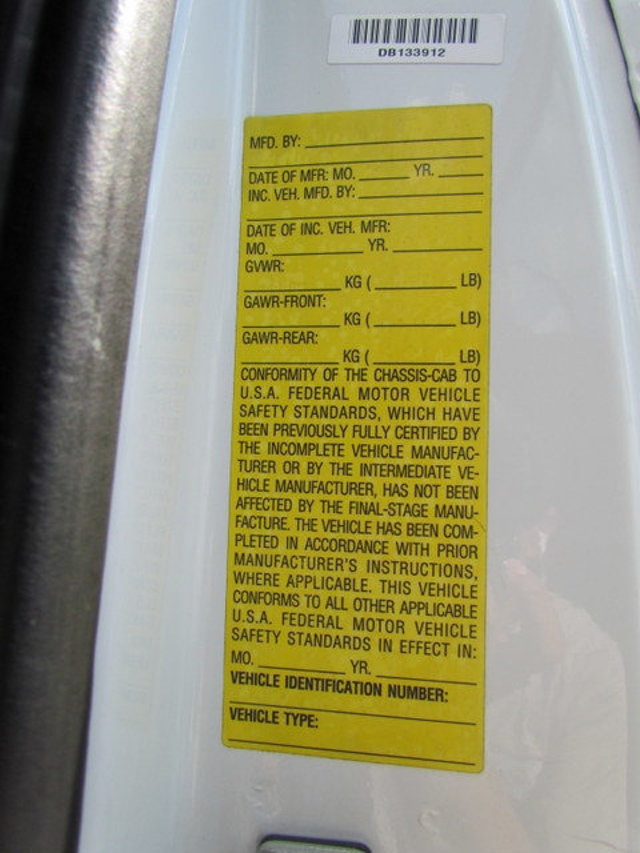 DB133912
MFD. BY:
DATE OF MFR: MO. YR.
INC. VEH. MFD. BY:
DATE OF INC. VEH. MFR:
MO. YR.
GVWR:
KG ( LB)
GAWR-FRONT:
KG ( LB)
GAWR-REAR:
KG ( LB)
CONFORMITY OF THE CHASSIS-CAB TO
U.S.A. FEDERAL MOTOR VEHICLE
SAFETY STANDARDS, WHICH HAVE
BEEN PREVIOUSLY FULLY CERTIFIED BY
THE INCOMPLETE VEHICLE MANUFAC-
TURER OR BY THE INTERMEDIATE VE-
HICLE MANUFACTURER, HAS NOT BEEN
AFFECTED BY THE FINAL-STAGE MANU-
FACTURE. THE VEHICLE HAS BEEN COM-
PLETED IN ACCORDANCE WITH PRIOR
MANUFACTURER'S INSTRUCTIONS,
WHERE APPLICABLE. THIS VEHICLE
CONFORMS TO ALL OTHER APPLICABLE
U.S.A. FEDERAL MOTOR VEHICLE
SAFETY STANDARDS IN EFFECT IN:
MO. YR.
VEHICLE IDENTIFICATION NUMBER:
VEHICLE TYPE: